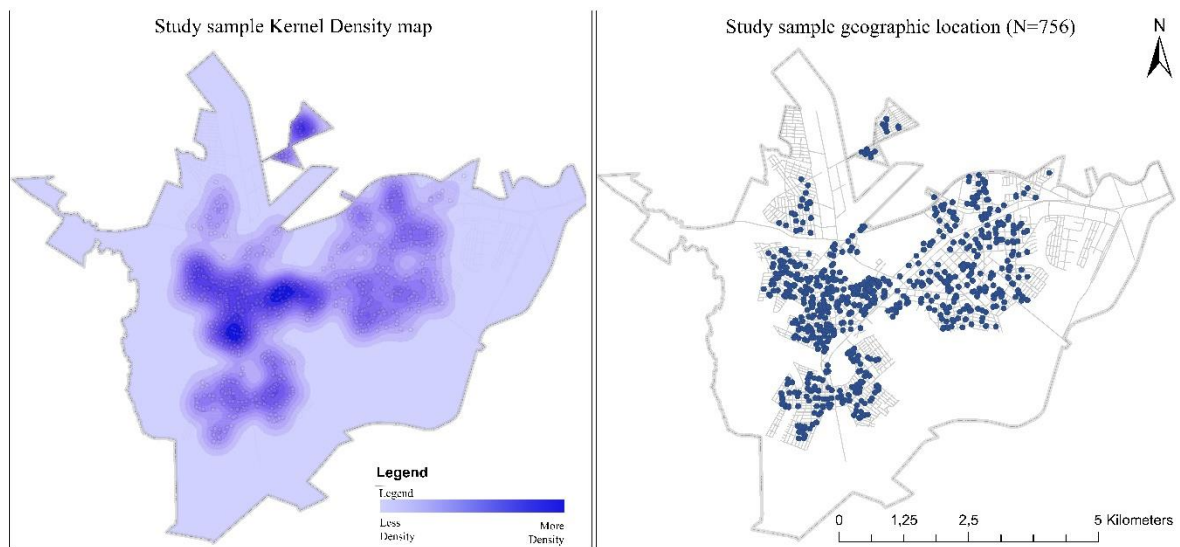 Study sample Kernel Density map
Legend
Legend
Less Density
More Density
Study sample geographic location (N=756)
N
0 1,25 2,5 5 Kilometers